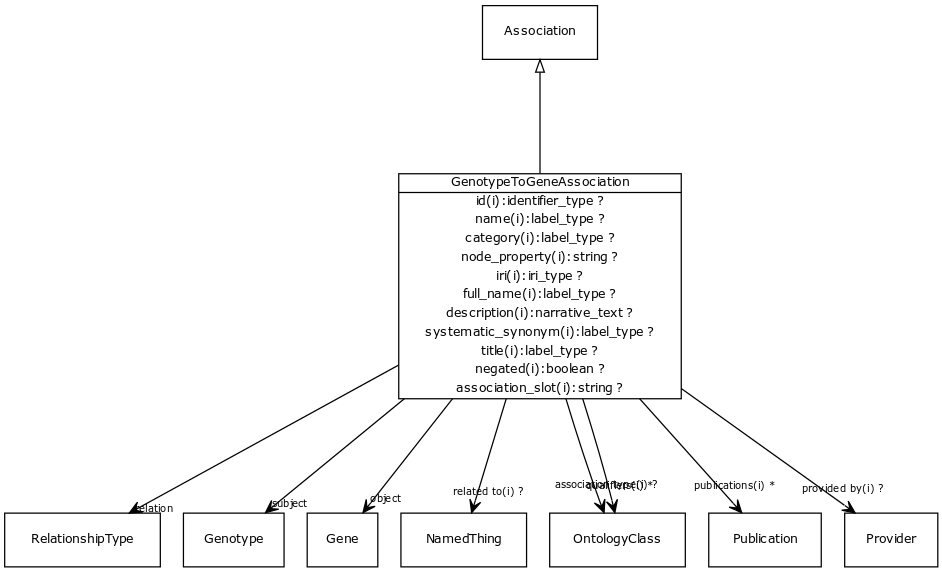 Association
GenotypeToGeneAssociation
id(i):identifier_type ?
name(i):label_type ?
category(i):label_type ?
node_property(i):string ?
iri(i):iri_type ?
full_name(i):label_type ?
description(i):narrative_text ?
systematic_synonym(i):label_type ?
title(i):label_type ?
negated(i):boolean ?
association_slot(i):string ?
relation
subject
object
related to(i) ?
association type(i) ?
qualifiers(i) *
publications(i) *
provided by(i) ?
RelationshipType
Genotype
Gene
NamedThing
OntologyClass
Publication
Provider